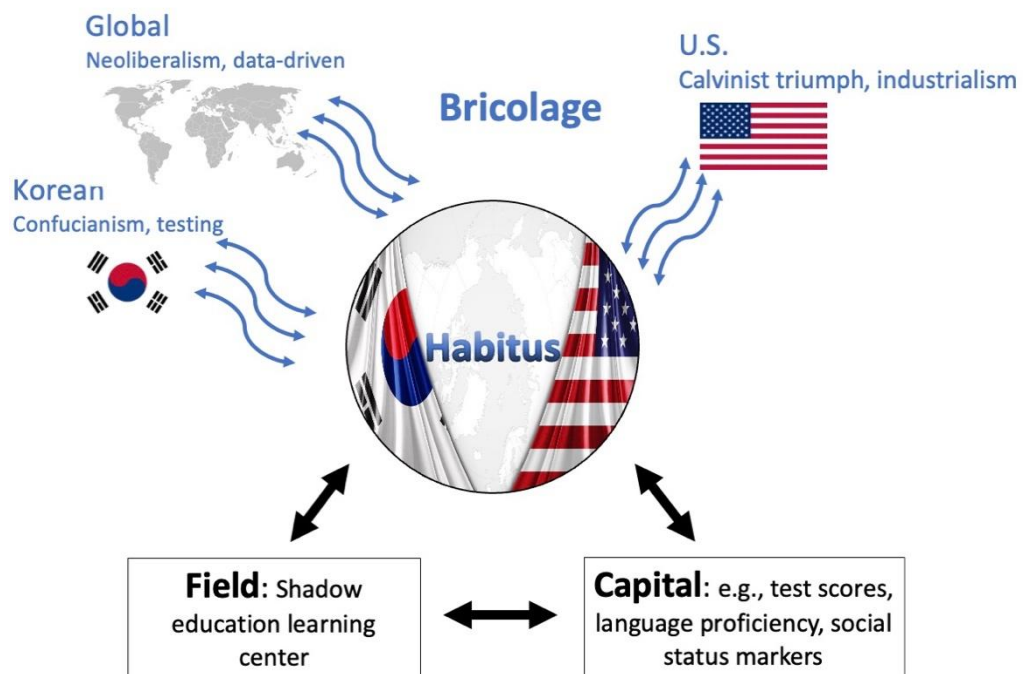 Global
Neoliberalism, data-driven
U.S.
Calvinist triumph, industrialism
Bricolage
Korean
Confucianism, testing
Habitus
Field: Shadow
education learning
center
Capital: e.g., test scores,
language proficiency, social
status markers